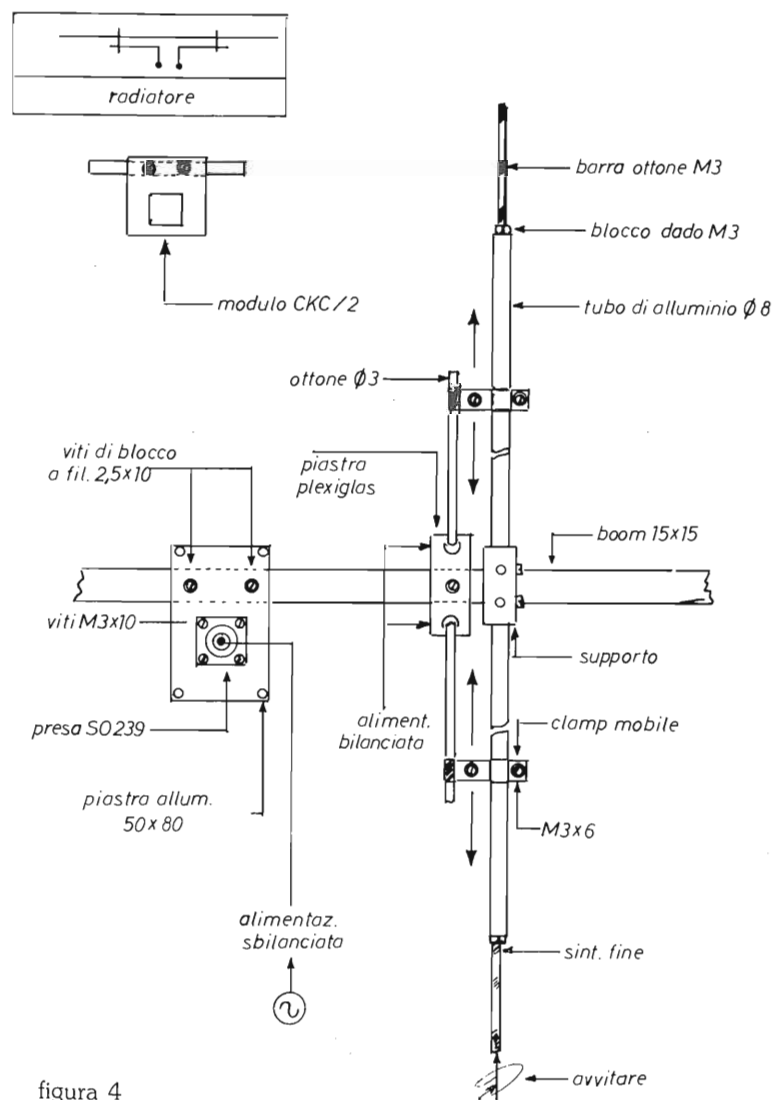 radiatore
barra ottone M3
blocco dado M3
modulo CKC/2
tubo di alluminio Ø 8
ottone Ø3
viti di blocco
a fil. 2,5x10
piastra
plexiglas
boom 15x15
viti M3x10
supporto
presa SO239
aliment.
bilanciata
clamp mobile
piastra allum.
50x80
M3x6
alimentaz.
sbilanciata
sint. fine
avvitare
figura 4